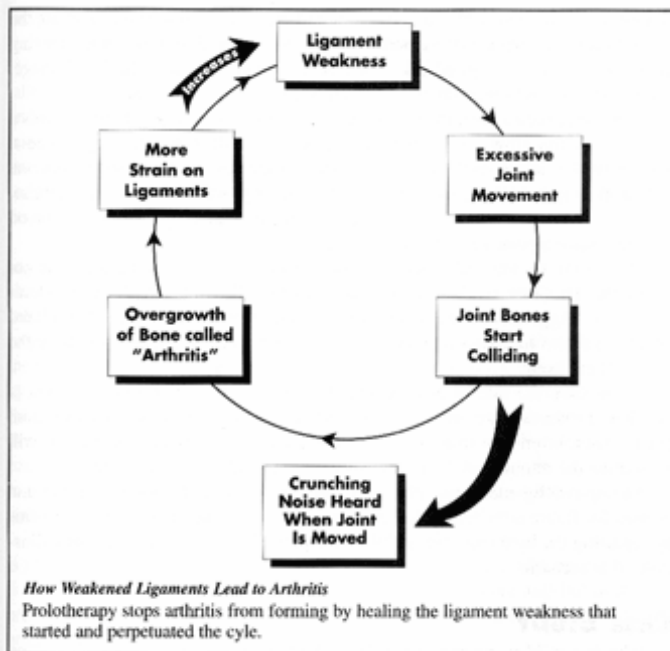 Increases
Ligament
Weakness
Excessive
Joint
Movement
Joint Bones
Start
Colliding
Crunching
Noise Heard
When Joint
Is Moved
Overgrowth
of Bone called
"Arthritis"
More
Strain on
Ligaments
How Weakened Ligaments Lead to Arthritis
Prolotherapy stops arthritis from forming by healing the ligament weakness that
started and perpetuated the cyle.